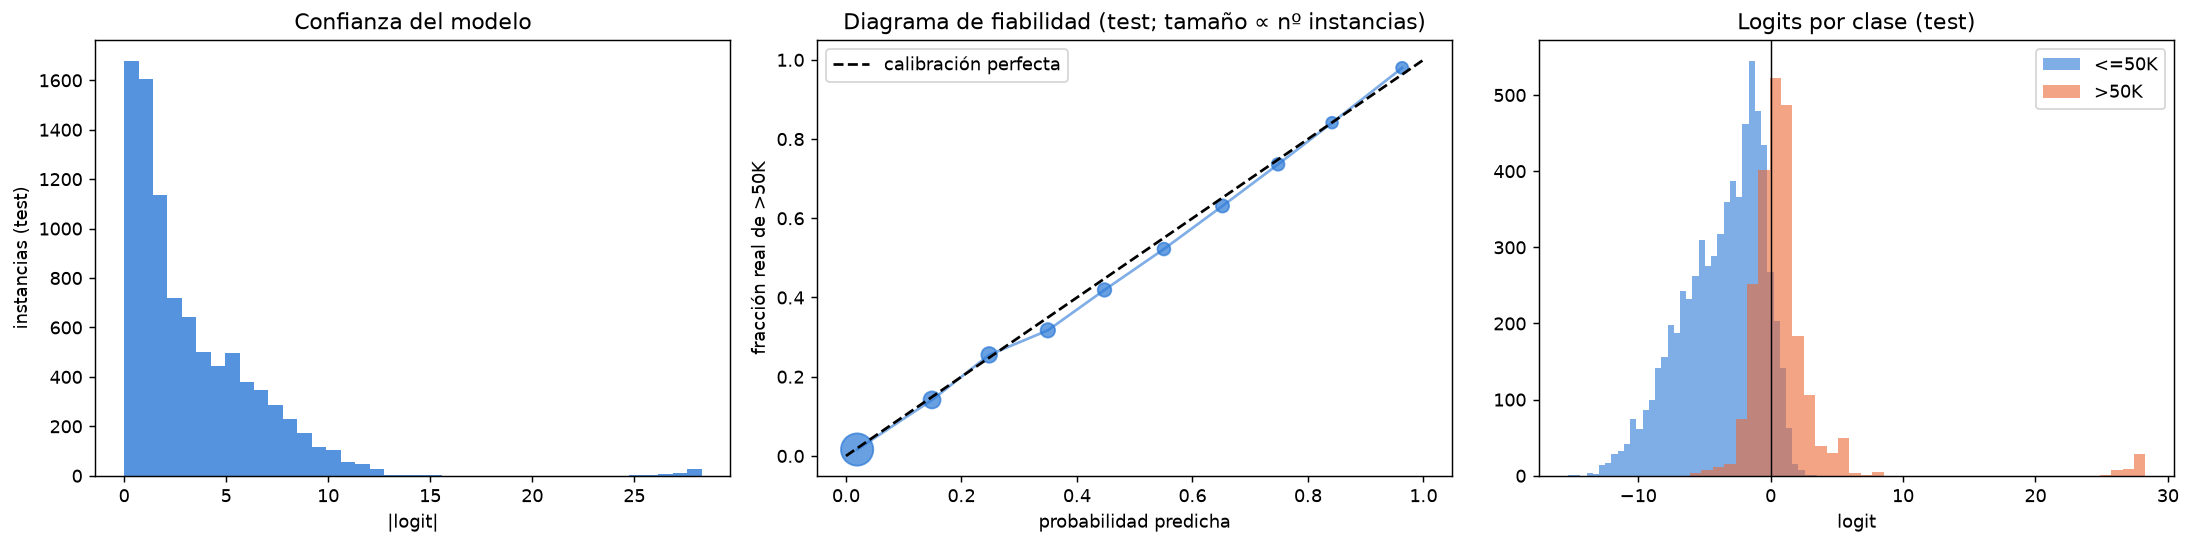 Confianza del modelo
instancias (test)
1600
1400
1200
1000
800
600
400
200
0
0 5 10 15 20 25
|logit|
Diagrama de fiabilidad (test; tamaño ∝ nº instancias)
calibración perfecta
fracción real de >50K
1.0
0.8
0.6
0.4
0.2
0.0
0.0 0.2 0.4 0.6 0.8 1.0
probabilidad predicha
Logits por clase (test)
<=50K
>50K
500
400
300
200
100
0
−10 0 10 20 30
logit